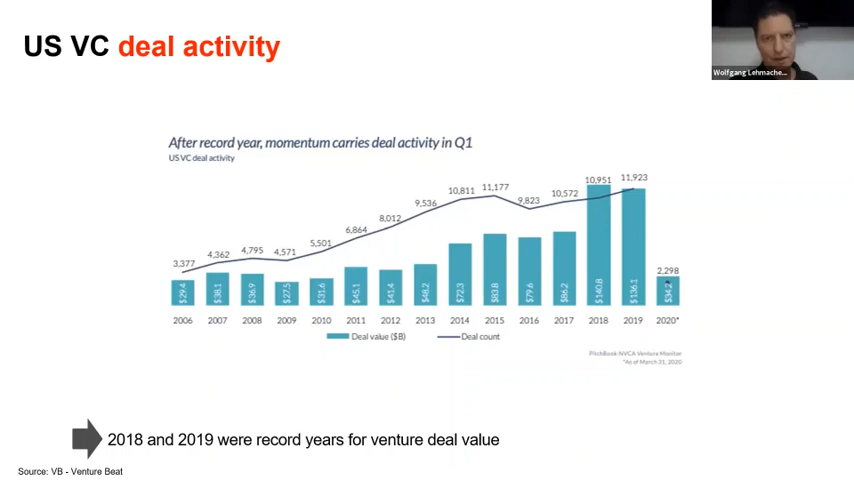 US VC deal activity
Wolfgang Lehmache...
After record year, momentum carries deal activity in Q1
US VC deal activity
3,377 4,362 4,795 4,571 5,501 6,864 8,012 9,536 10,811 11,177 9,823 10,572 10,951 11,923 2,298
$29.4 $38.1 $36.9 $27.5 $31.6 $45.1 $41.4 $48.2 $72.3 $83.8 $79.6 $86.2 $140.8 $136.1 $34.2
2006 2007 2008 2009 2010 2011 2012 2013 2014 2015 2016 2017 2018 2019 2020*
Deal value ($B) Deal count
PitchBook-NVCA Venture Monitor
*As of March 31, 2020
2018 and 2019 were record years for venture deal value
Source: VB - Venture Beat